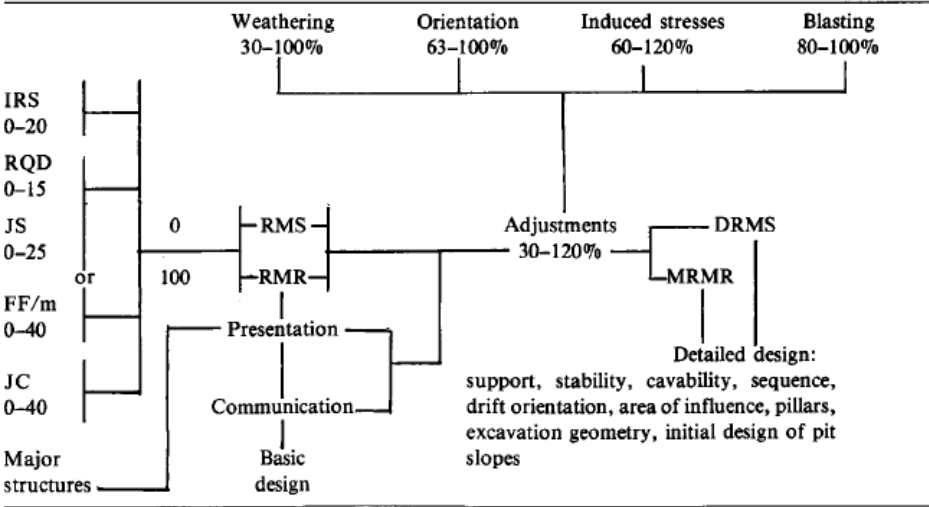 Weathering Orientation Induced stresses Blasting
30–100% 63–100% 60–120% 80–100%
IRS
0–20
RQD
0–15
JS 0 RMS Adjustments DRMS
0–25 30–120%
or 100 RMR MRMR
FF/m
0–40 Presentation
Detailed design:
JC support, stability, cavability, sequence,
0–40 Communication drift orientation, area of influence, pillars,
excavation geometry, initial design of pit
Major Basic slopes
structures design